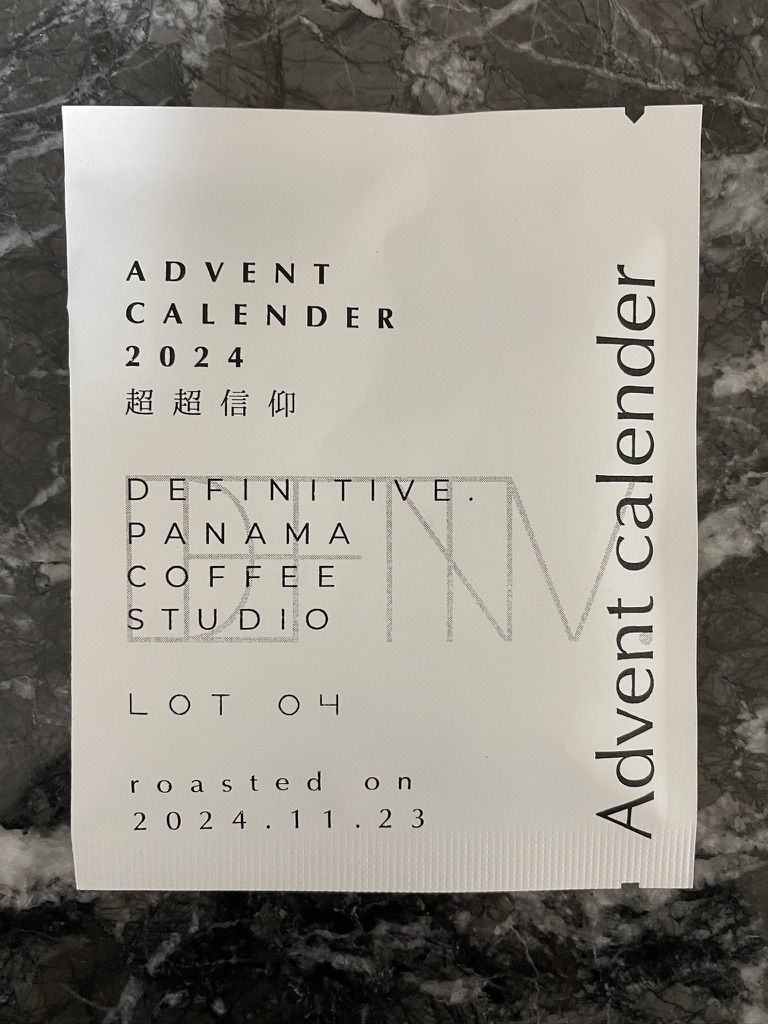 ADVENT
CALENDER
2024
超超信仰
DEFINITIVE.
PANAMA
COFFEE
STUDIO
LOT 04
roasted on
2024.11.23
Advent calender
DEFINIV.